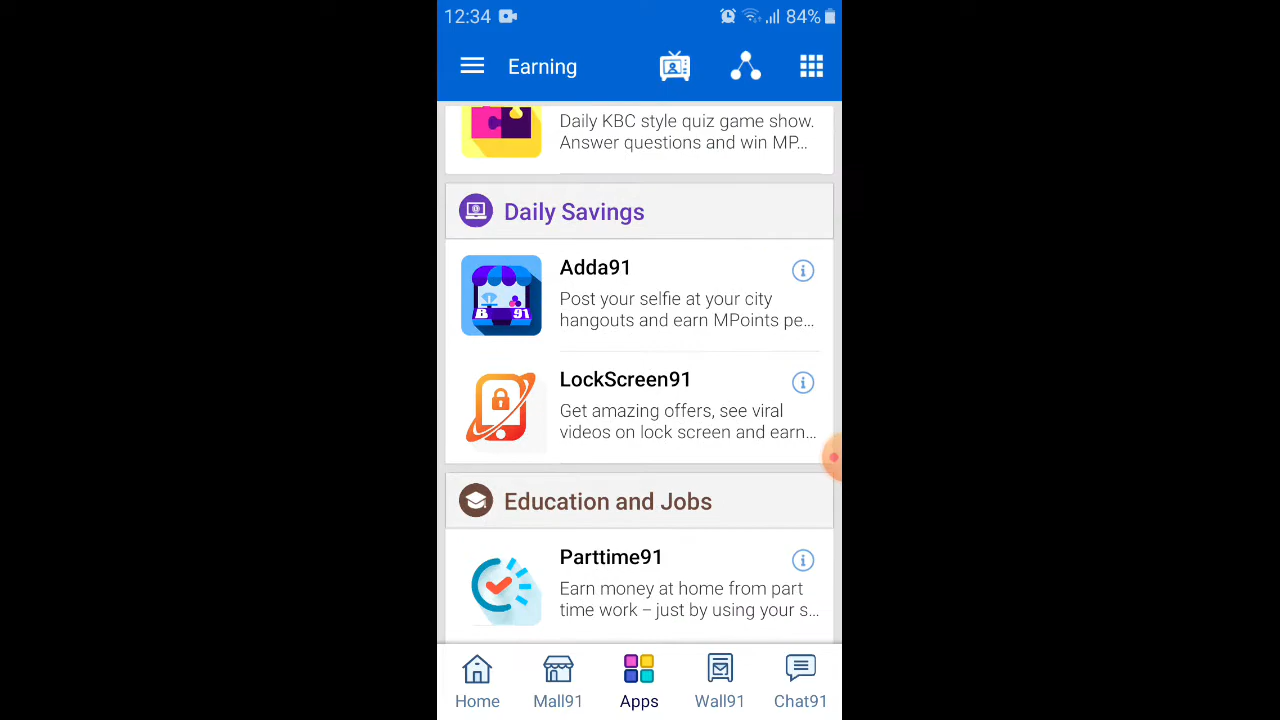 12:34
84%
Earning
Daily KBC style quiz game show.
Answer questions and win MP...
Daily Savings
Adda91
Post your selfie at your city
hangouts and earn MPoints pe...
B 91
LockScreen91
Get amazing offers, see viral
videos on lock screen and earn...
Education and Jobs
Parttime91
Earn money at home from part
time work – just by using your s...
Home Mall91 Apps Wall91 Chat91